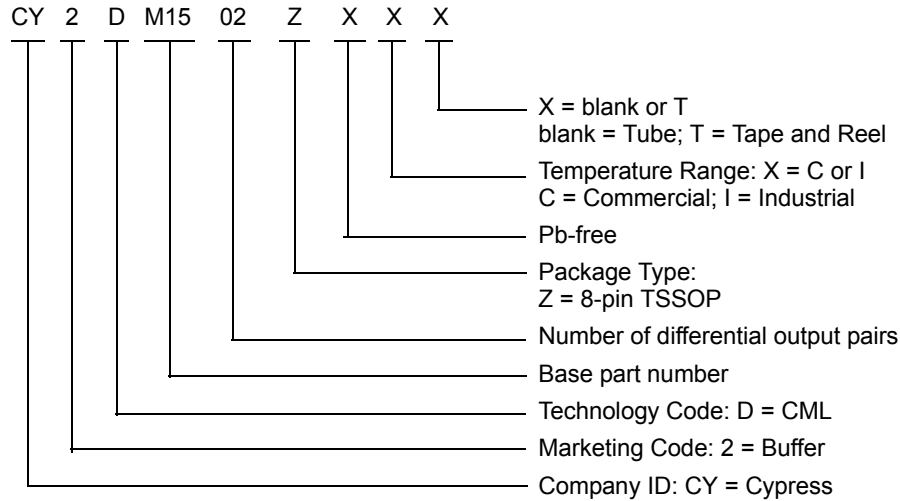 CY 2 D M15 02 Z X X X
X = blank or T
blank = Tube; T = Tape and Reel
Temperature Range: X = C or I
C = Commercial; I = Industrial
Pb-free
Package Type:
Z = 8-pin TSSOP
Number of differential output pairs
Base part number
Technology Code: D = CML
Marketing Code: 2 = Buffer
Company ID: CY = Cypress